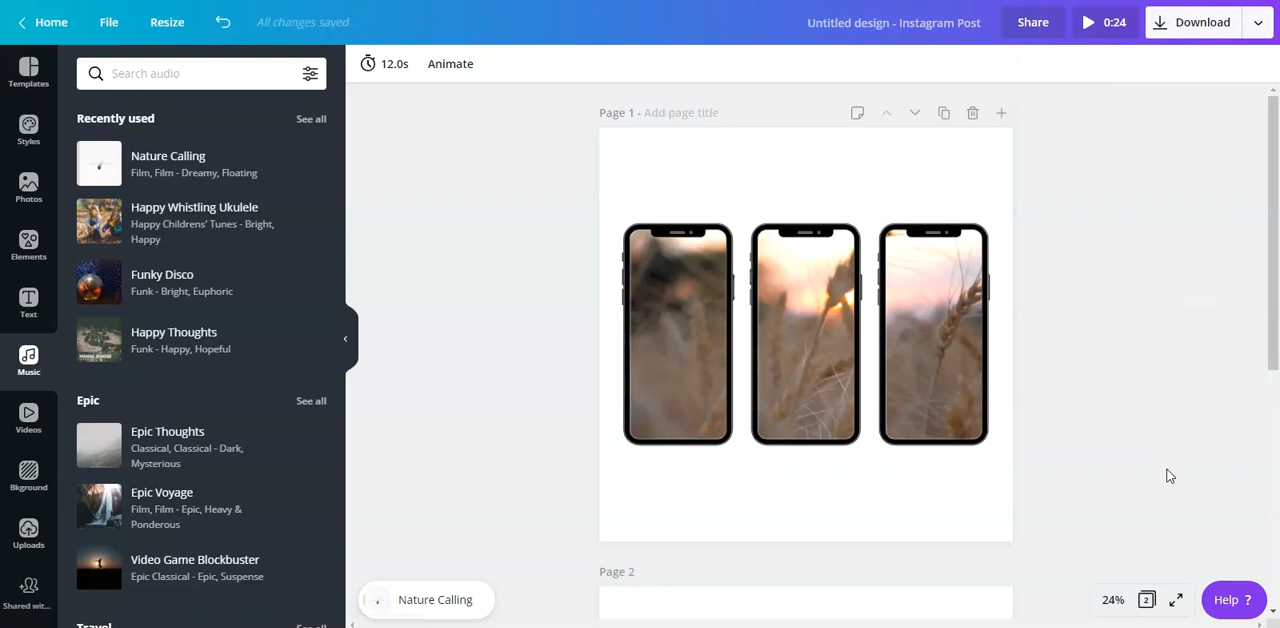 Home
File
Resize
All changes saved
Untitled design - Instagram Post
Share
0:24
Download
Templates
Styles
Photos
Elements
Text
Music
Videos
Bkground
Uploads
Shared wit...
Search audio
Recently used
See all
Nature Calling
Film, Film - Dreamy, Floating
Happy Whistling Ukulele
Happy Childrens' Tunes - Bright,
Happy
Funky Disco
Funk - Bright, Euphoric
Happy Thoughts
Funk - Happy, Hopeful
Epic
See all
Epic Thoughts
Classical, Classical - Dark,
Mysterious
Epic Voyage
Film, Film - Epic, Heavy &
Ponderous
Video Game Blockbuster
Epic Classical - Epic, Suspense
12.0s
Animate
Page 1 - Add page title
Page 2
Nature Calling
24%
2
Help ?